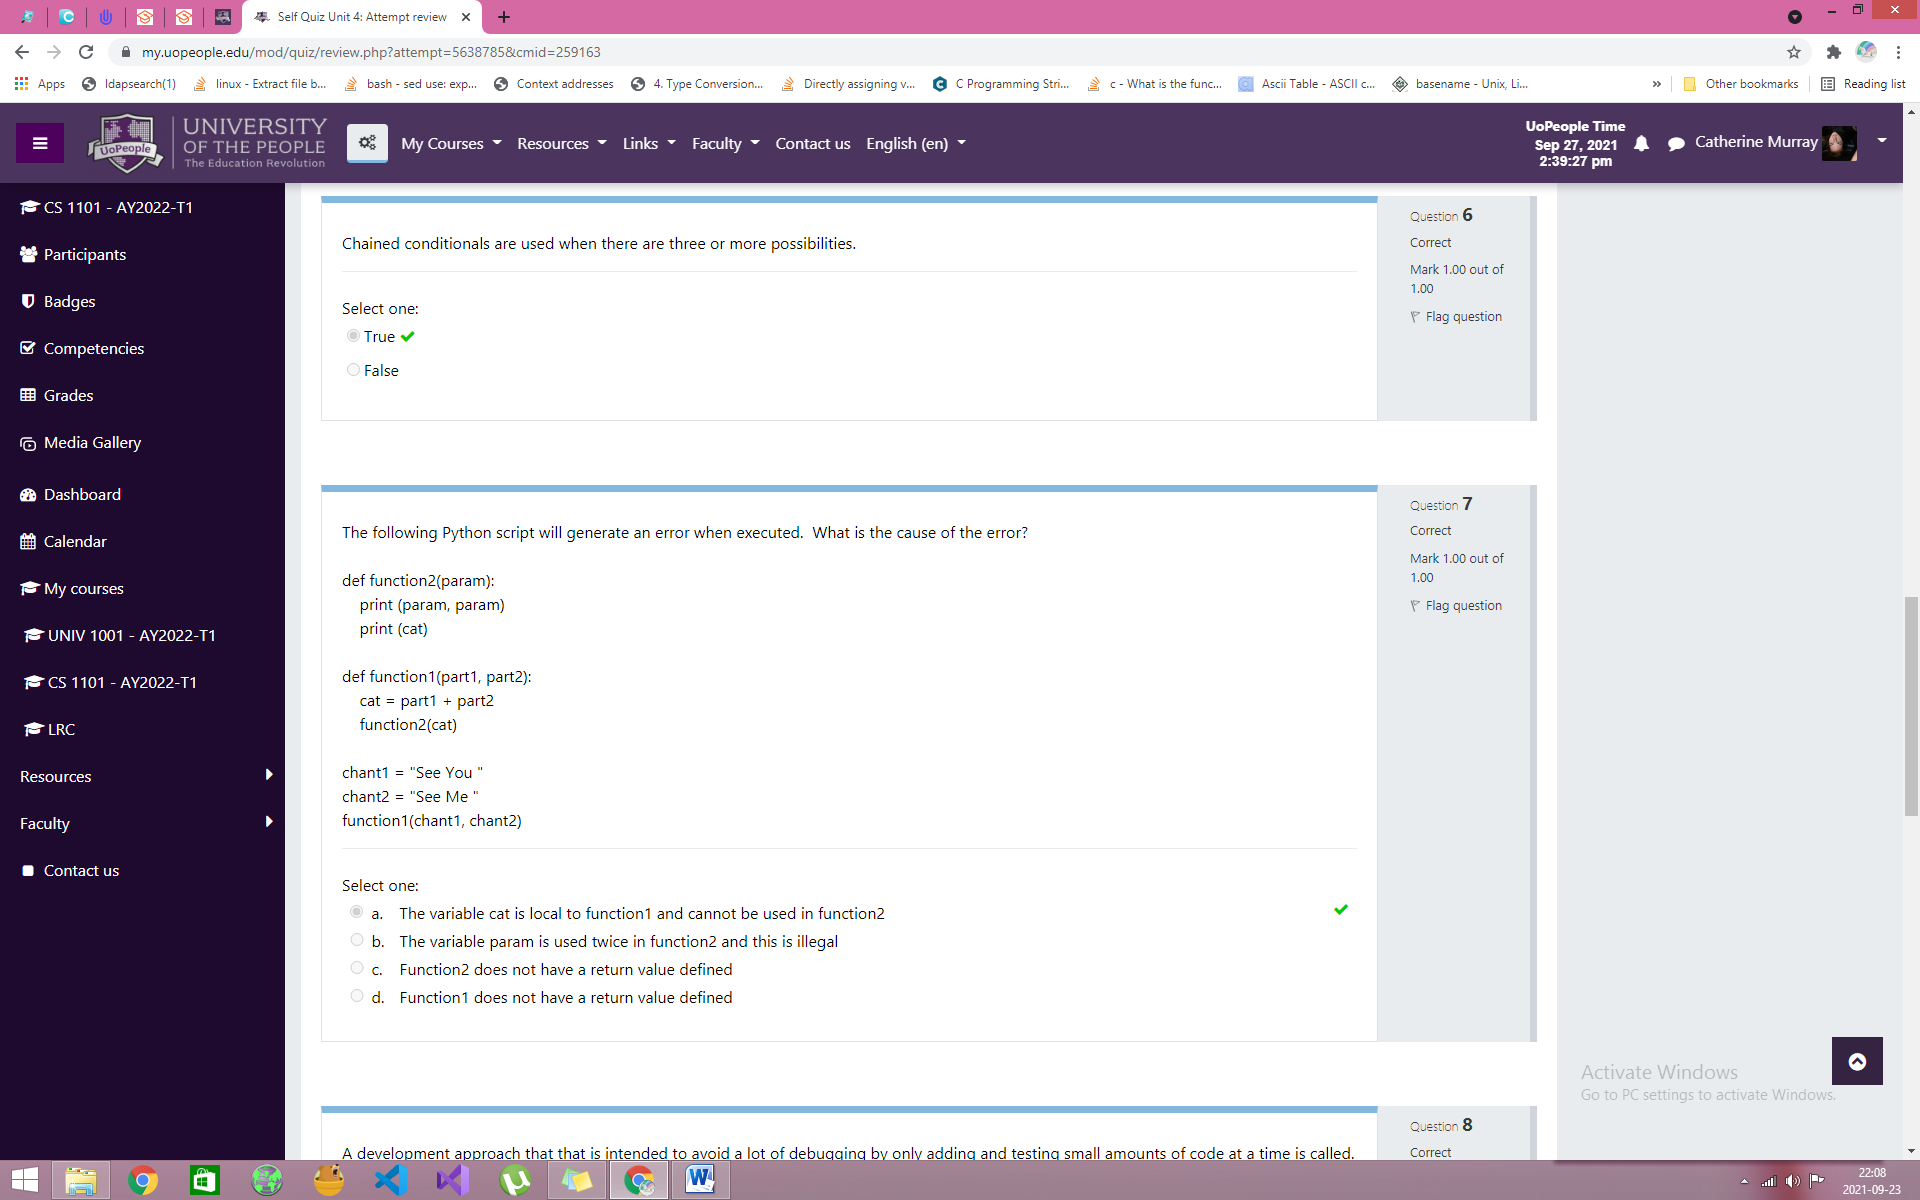 Self Quiz Unit 4: Attempt review
my.uopeople.edu/mod/quiz/review.php?attempt=5638785&cmid=259163
Apps
ldapsearch(1)
linux - Extract file b...
bash - sed use: exp...
Context addresses
4. Type Conversion...
Directly assigning v...
C Programming Stri...
c - What is the func...
Ascii Table - ASCII c...
basename - Unix, Li...
»
Other bookmarks
Reading list
UoPeople
UNIVERSITY
OF THE PEOPLE
The Education Revolution
My Courses
Resources
Links
Faculty
Contact us
English (en)
UoPeople Time
Sep 27, 2021
2:39:27 pm
Catherine Murray
CS 1101 - AY2022-T1
Participants
Badges
Competencies
Grades
Media Gallery
Dashboard
Calendar
My courses
UNIV 1001 - AY2022-T1
CS 1101 - AY2022-T1
LRC
Resources
Faculty
Contact us
Chained conditionals are used when there are three or more possibilities.
Select one:
True
False
Question 6
Correct
Mark 1.00 out of
1.00
Flag question
The following Python script will generate an error when executed.  What is the cause of the error?
def function2(param):
    print (param, param)
    print (cat)
def function1(part1, part2):
    cat = part1 + part2
    function2(cat)
chant1 = "See You "
chant2 = "See Me "
function1(chant1, chant2)
Select one:
a. The variable cat is local to function1 and cannot be used in function2
b. The variable param is used twice in function2 and this is illegal
c. Function2 does not have a return value defined
d. Function1 does not have a return value defined
Question 7
Correct
Mark 1.00 out of
1.00
Flag question
A development approach that that is intended to avoid a lot of debugging by only adding and testing small amounts of code at a time is called.
Question 8
Correct
Activate Windows
Go to PC settings to activate Windows.
22:08
2021-09-23